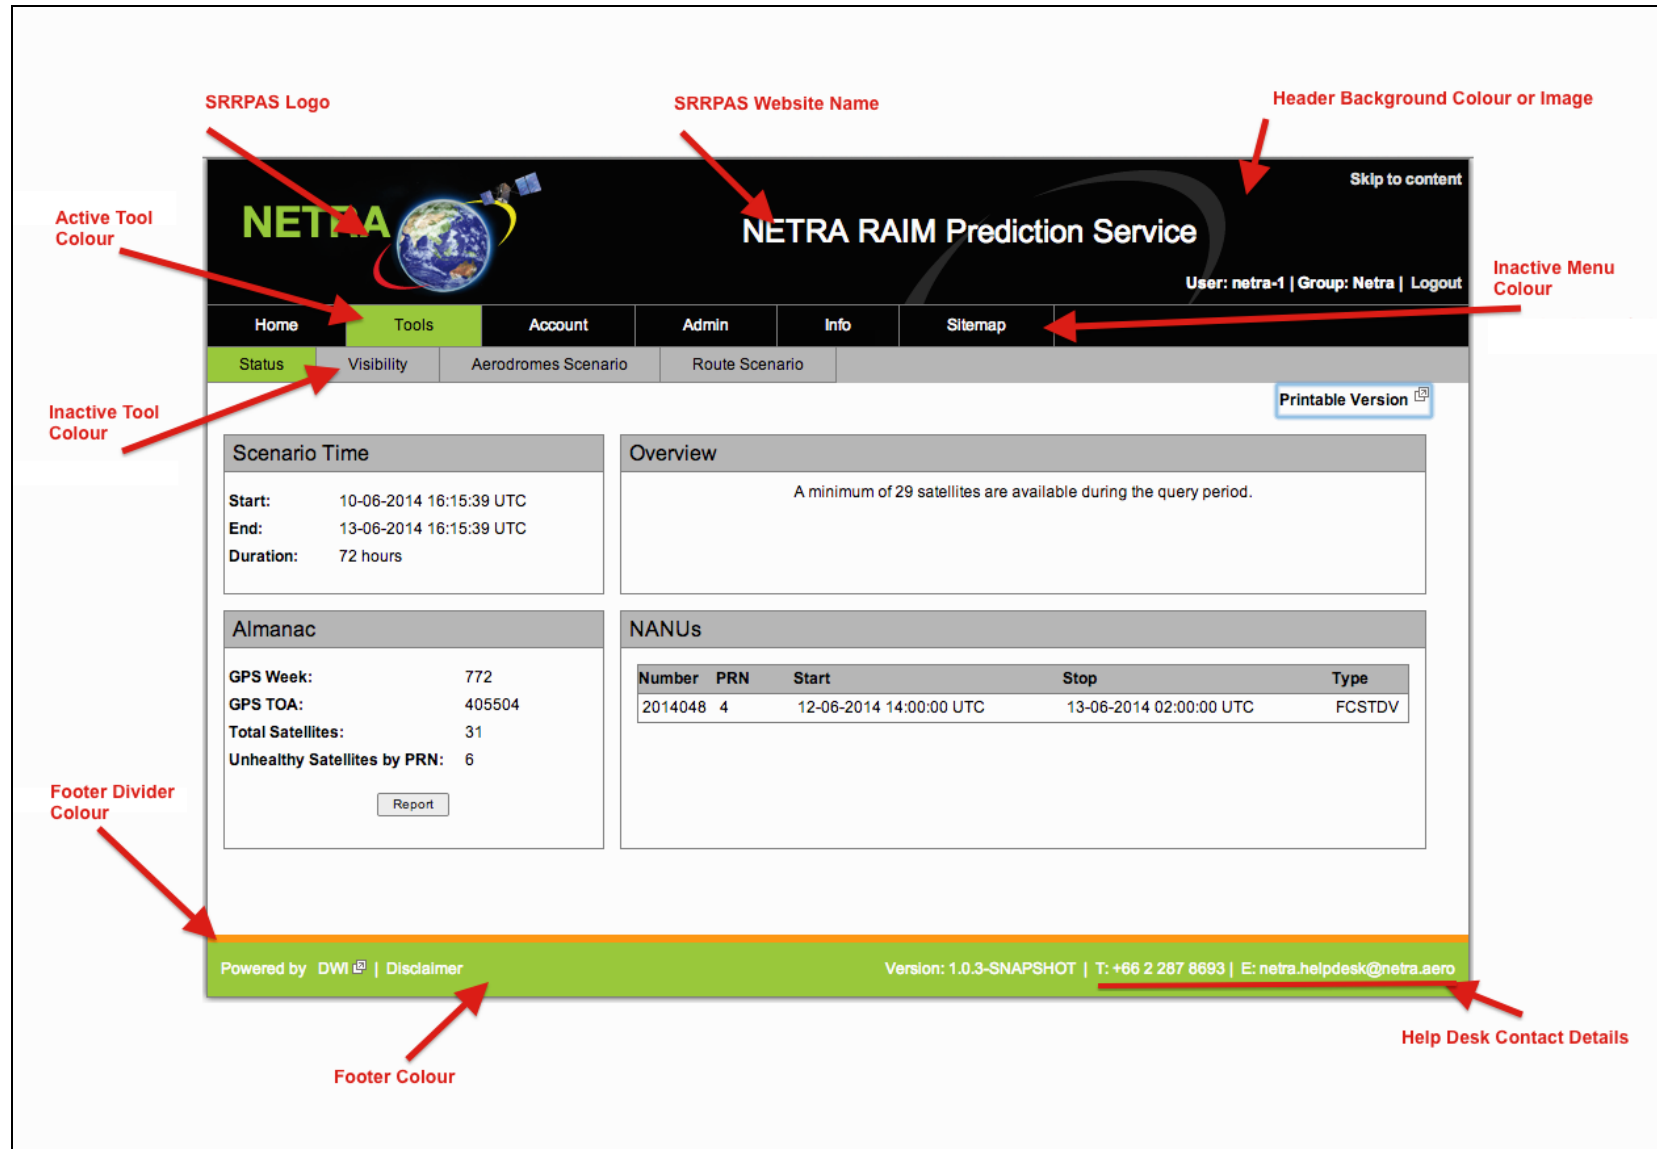 SRRPAS Logo
SRRPAS Website Name
Header Background Colour or Image
Skip to content
Active Tool
Colour
NETRA
NETRA RAIM Prediction Service
Inactive Menu
Colour
User: netra-1 | Group: Netra | Logout
Home Tools Account Admin Info Sitemap
Status Visibility Aerodromes Scenario Route Scenario
Printable Version
Inactive Tool
Colour
Scenario Time
Start: 10-06-2014 16:15:39 UTC
End: 13-06-2014 16:15:39 UTC
Duration: 72 hours
Overview
A minimum of 29 satellites are available during the query period.
Almanac
GPS Week: 772
GPS TOA: 405504
Total Satellites: 31
Unhealthy Satellites by PRN: 6
Report
NANUs
Number PRN Start Stop Type
2014048 4 12-06-2014 14:00:00 UTC 13-06-2014 02:00:00 UTC FCSTDV
Footer Divider
Colour
Powered by DWI | Disclaimer
Version: 1.0.3-SNAPSHOT | T: +66 2 287 8693 | E: netra.helpdesk@netra.aero
Help Desk Contact Details
Footer Colour